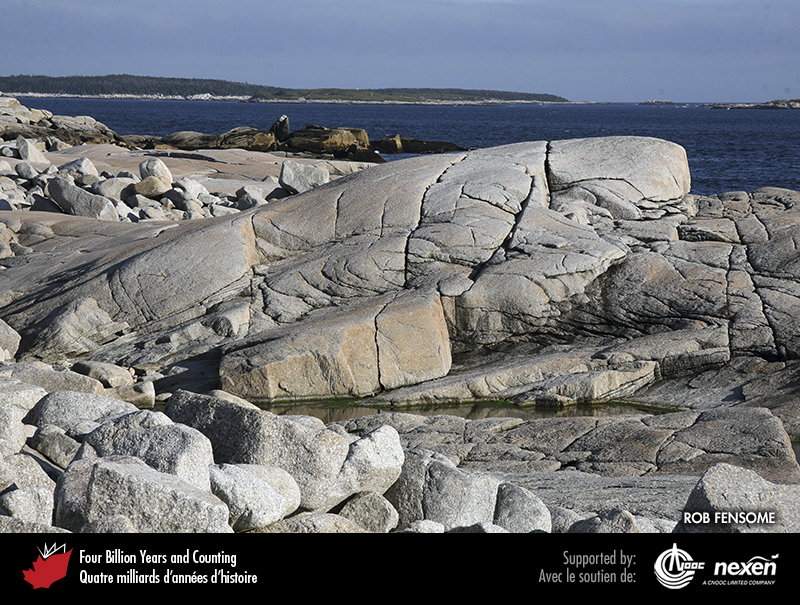 ROB FENSOME
Four Billion Years and Counting
Quatre milliards d'années d'histoire
Supported by:
Avec le soutien de:
CNOOC nexen
A CNOOC LIMITED COMPANY